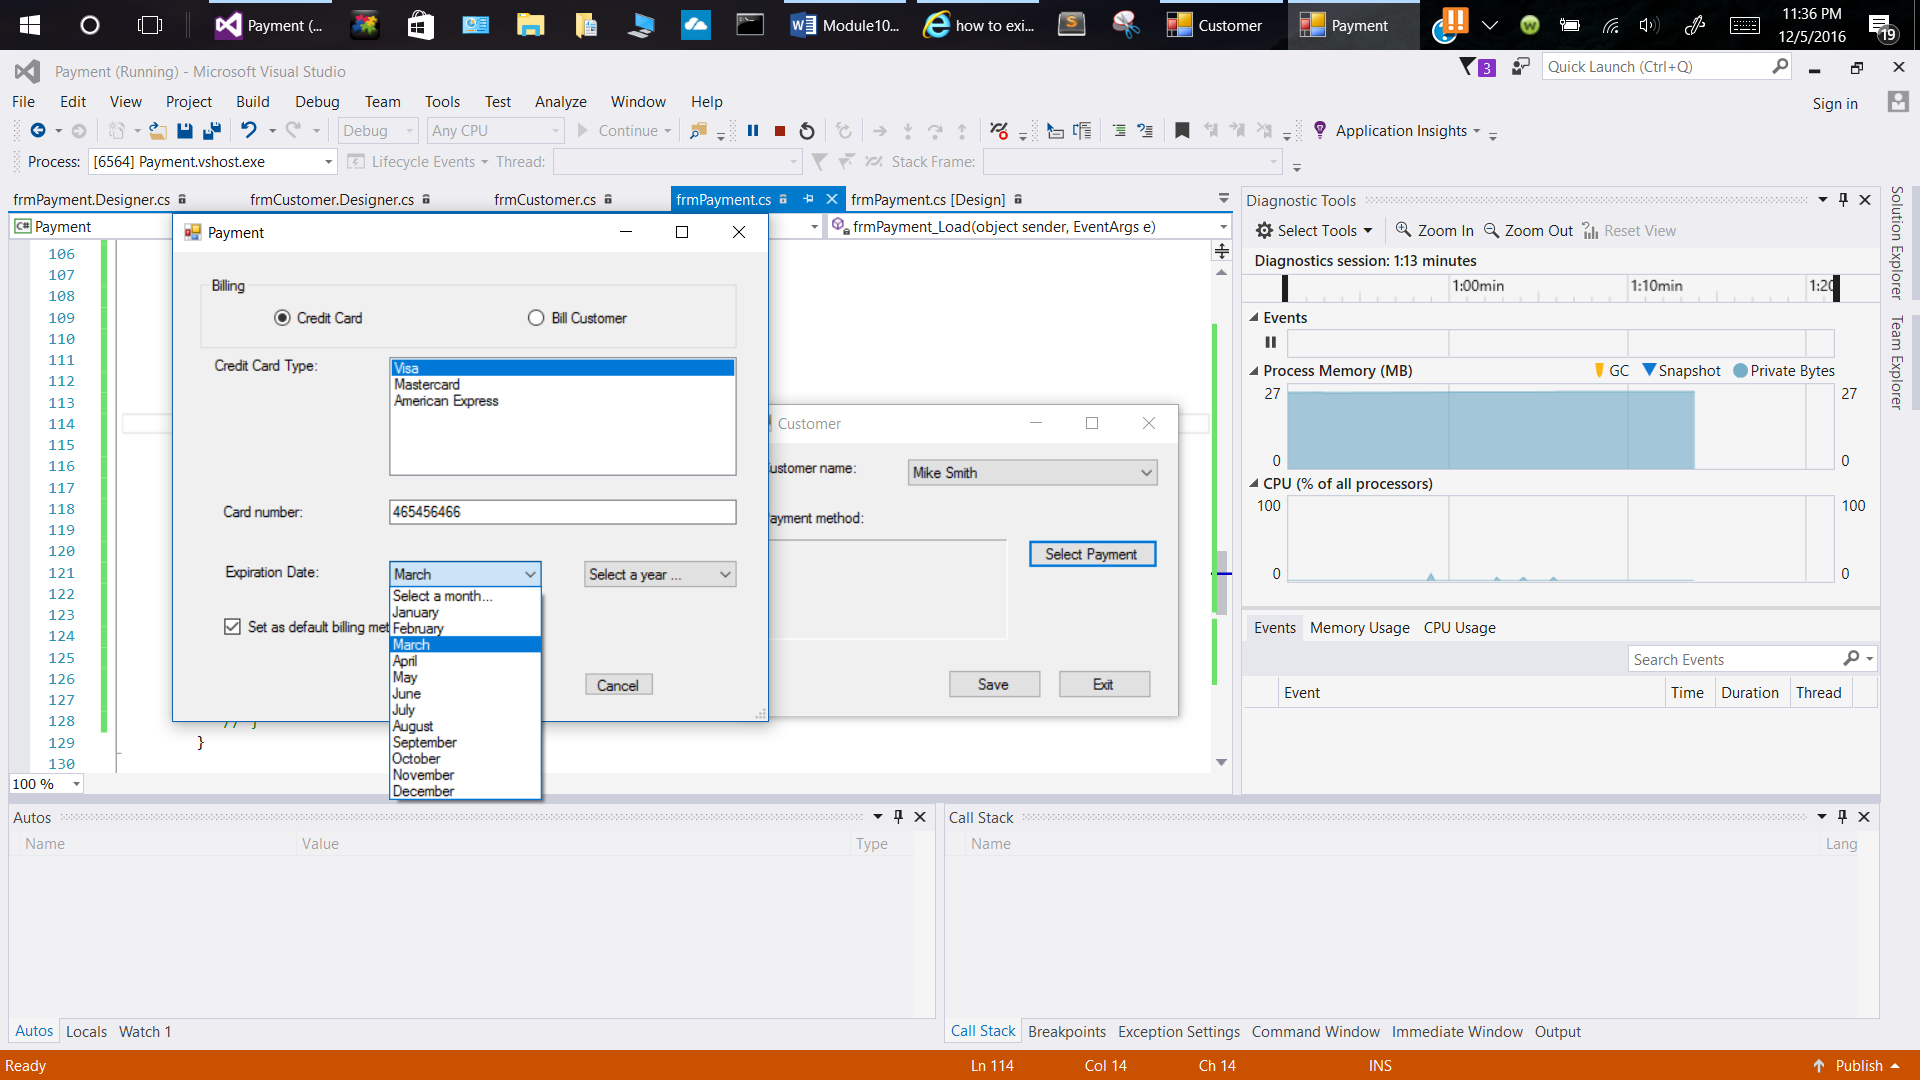 Payment (...
Module10...
how to exi...
Customer
Payment
11:36 PM
12/5/2016
19
Payment (Running) - Microsoft Visual Studio
3
Quick Launch (Ctrl+Q)
File Edit View Project Build Debug Team Tools Test Analyze Window Help
Sign in
Debug
Any CPU
Continue
Application Insights
Process:
[6564] Payment.vshost.exe
Lifecycle Events
Thread:
Stack Frame:
frmPayment.Designer.cs
frmCustomer.Designer.cs
frmCustomer.cs
frmPayment.cs
frmPayment.cs [Design]
C# Payment
frmPayment_Load(object sender, EventArgs e)
106
107
108
109
110
111
112
113
114
115
116
117
118
119
120
121
122
123
124
125
126
127
128
// }
129
}
130
100 %
Payment
Billing
Credit Card
Bill Customer
Credit Card Type:
Visa
Mastercard
American Express
Card number:
465456466
Expiration Date:
March
Select a year ...
Select a month...
January
February
March
April
May
June
July
August
September
October
November
December
Set as default billing met
Cancel
Customer
ustomer name:
Mike Smith
ayment method:
Select Payment
Save
Exit
Diagnostic Tools
Select Tools
Zoom In
Zoom Out
Reset View
Diagnostics session: 1:13 minutes
1:00min
1:10min
1:20
Events
Process Memory (MB)
GC
Snapshot
Private Bytes
27
27
0
0
CPU (% of all processors)
100
100
0
0
Events
Memory Usage
CPU Usage
Search Events
Event
Time
Duration
Thread
Solution Explorer
Team Explorer
Autos
Name
Value
Type
Autos
Locals
Watch 1
Call Stack
Name
Lang
Call Stack
Breakpoints
Exception Settings
Command Window
Immediate Window
Output
Ready
Ln 114
Col 14
Ch 14
INS
Publish